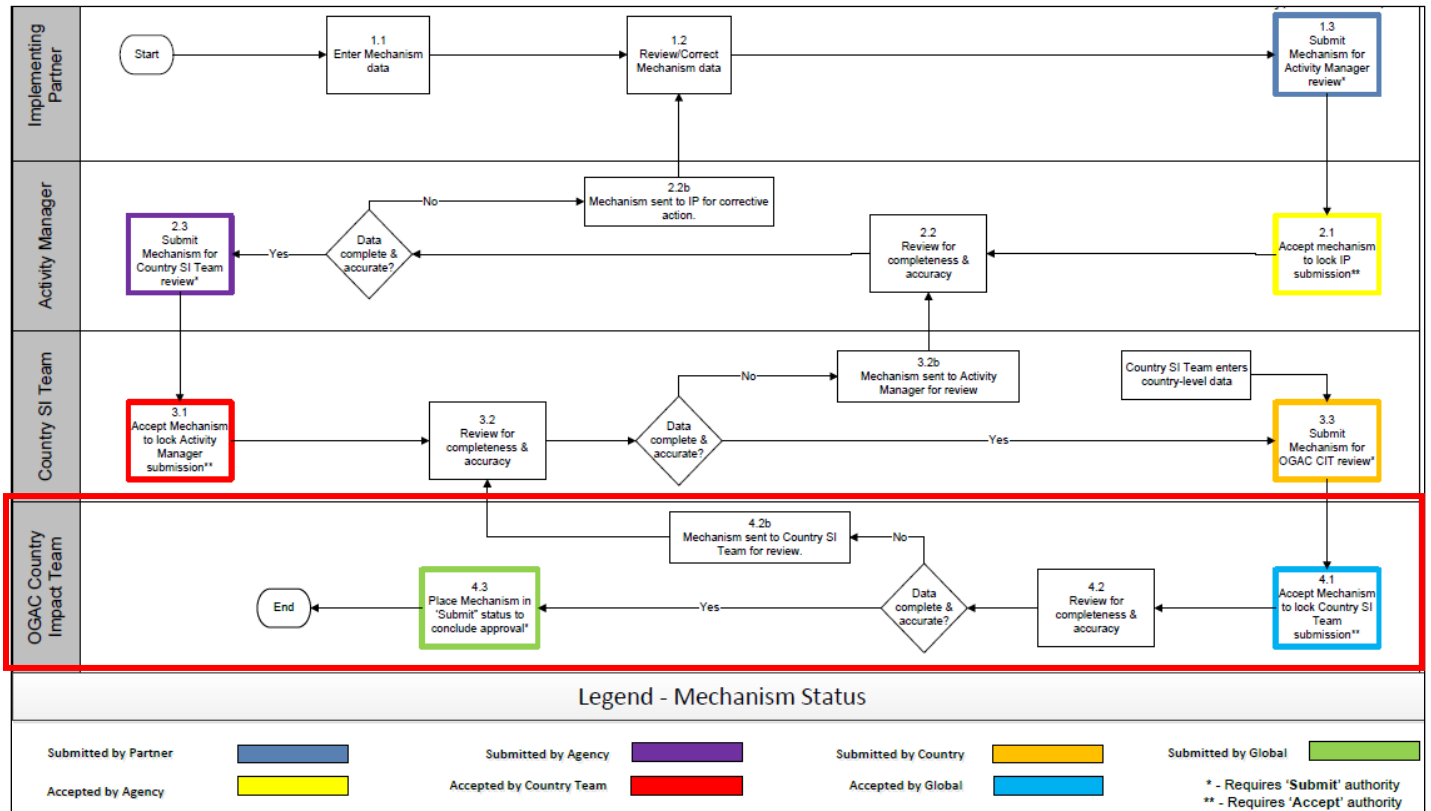 Implementing
Partner
Start
1.1
Enter Mechanism
data
1.2
Review/Correct
Mechanism data
1.3
Submit
Mechanism for
Activity Manager
review*
Activity Manager
2.3
Submit
Mechanism for
Country SI Team
review*
Yes
Data
complete &
accurate?
No
2.2b
Mechanism sent to IP for corrective
action.
2.2
Review for
completeness &
accuracy
2.1
Accept mechanism
to lock IP
submission**
Country SI Team
3.1
Accept Mechanism
to lock Activity
Manager
submission**
3.2
Review for
completeness &
accuracy
Data
complete &
accurate?
No
3.2b
Mechanism sent to Activity
Manager for review
Yes
Country SI Team enters
country-level data
3.3
Submit
Mechanism for
OGAC CIT review*
OGAC Country
Impact Team
End
4.3
Place Mechanism in
'Submit" status to
conclude approval*
Yes
4.2b
Mechanism sent to Country SI
Team for review.
No
Data
complete &
accurate?
4.2
Review for
completeness &
accuracy
4.1
Accept Mechanism
to lock Country SI
Team
submission**
Legend - Mechanism Status
Submitted by Partner
Submitted by Agency
Submitted by Country
Submitted by Global
Accepted by Agency
Accepted by Country Team
Accepted by Global
* - Requires 'Submit' authority
** - Requires 'Accept' authority